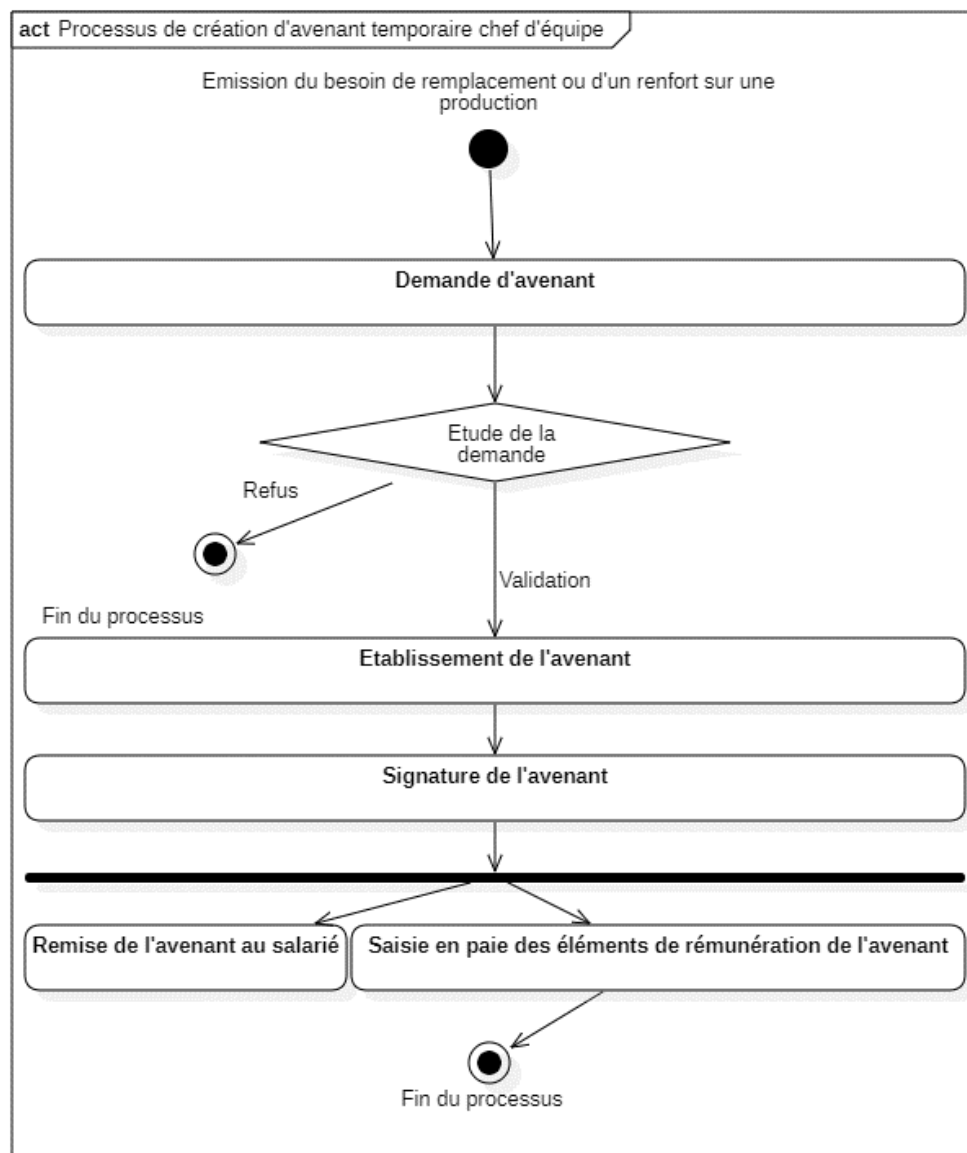 act Processus de création d'avenant temporaire chef d'équipe
Emission du besoin de remplacement ou d'un renfort sur une
production
Demande d'avenant
Etude de la
demande
Refus
Validation
Fin du processus
Etablissement de l'avenant
Signature de l'avenant
Remise de l'avenant au salarié
Saisie en paie des éléments de rémunération de l'avenant
Fin du processus